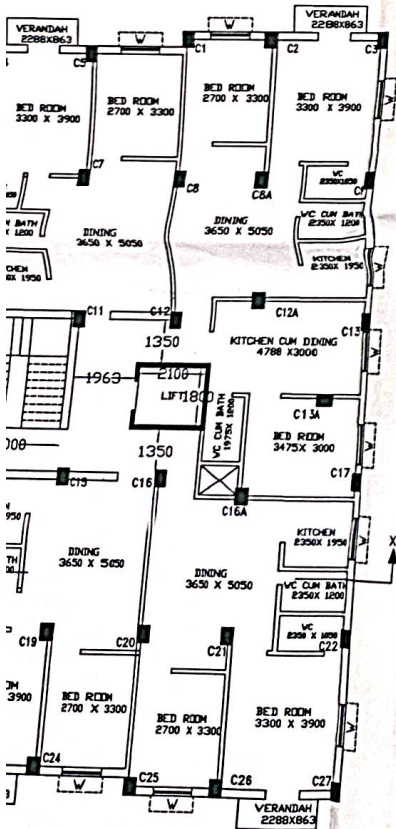 VERANDAH
2288X863
VERANDAH
2288X863
W
C1
C2
C3
C5
W
BED ROOM
3300 X 3900
BED ROOM
2700 X 3300
BED ROOM
2700 X 3300
BED ROOM
3300 X 3900
W
C7
C8
C8A
WC
WC CUM BATH
2350X 1200
DINING
3650 X 5050
DINING
3650 X 5050
KITCHEN
2350X 1950
W
C11
C12
C12A
C13
1350
KITCHEN CUM DINING
4788 X3000
W
1963
2100
LIFT
1800
WC CUM BATH
1975X 1200
C13A
BED ROOM
3475X 3000
W
1350
C15
C16
C16A
C17
KITCHEN
2350X 1950
W
X
DINING
3650 X 5050
DINING
3650 X 5050
WC CUM BATH
2350X 1200
WC
C19
C20
C21
C22
3900
BED ROOM
2700 X 3300
BED ROOM
2700 X 3300
BED ROOM
3300 X 3900
W
C24
W
C25
W
C26
C27
VERANDAH
2288X863